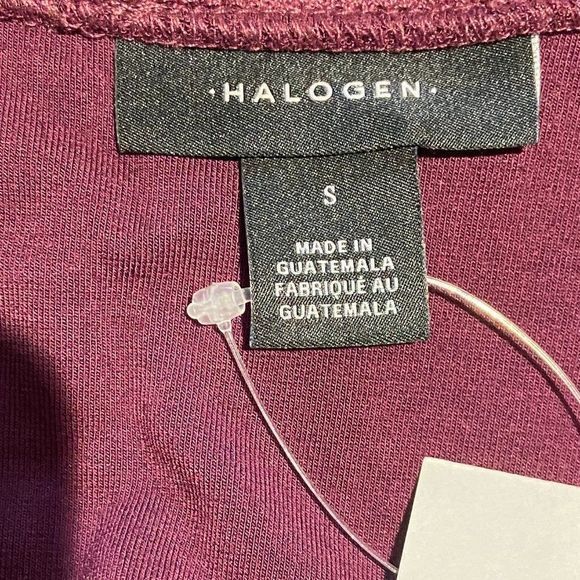 ·HALOGEN·
S
MADE IN
GUATEMALA
FABRIQUÉ AU
GUATEMALA